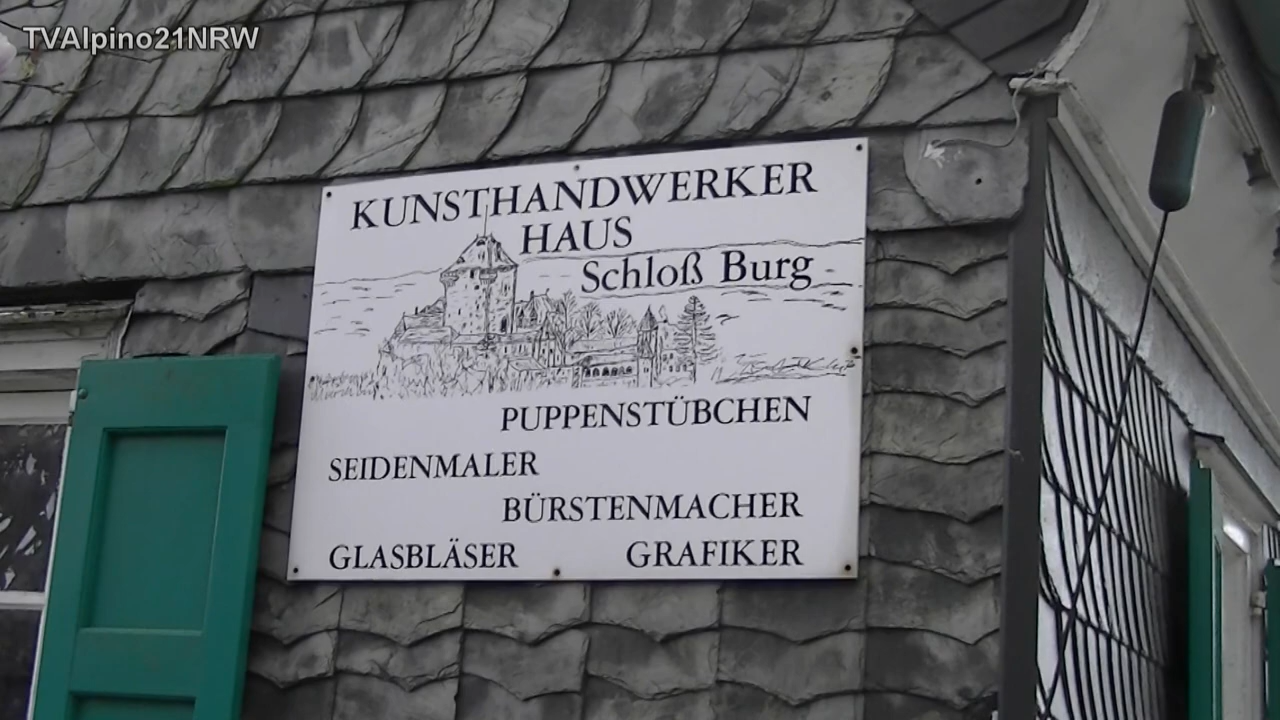 TVAlpino21NRW
KUNSTHANDWERKER
HAUS
Schloß Burg
PUPPENSTÜBCHEN
SEIDENMALER
BÜRSTENMACHER
GLASBLÄSER GRAFIKER